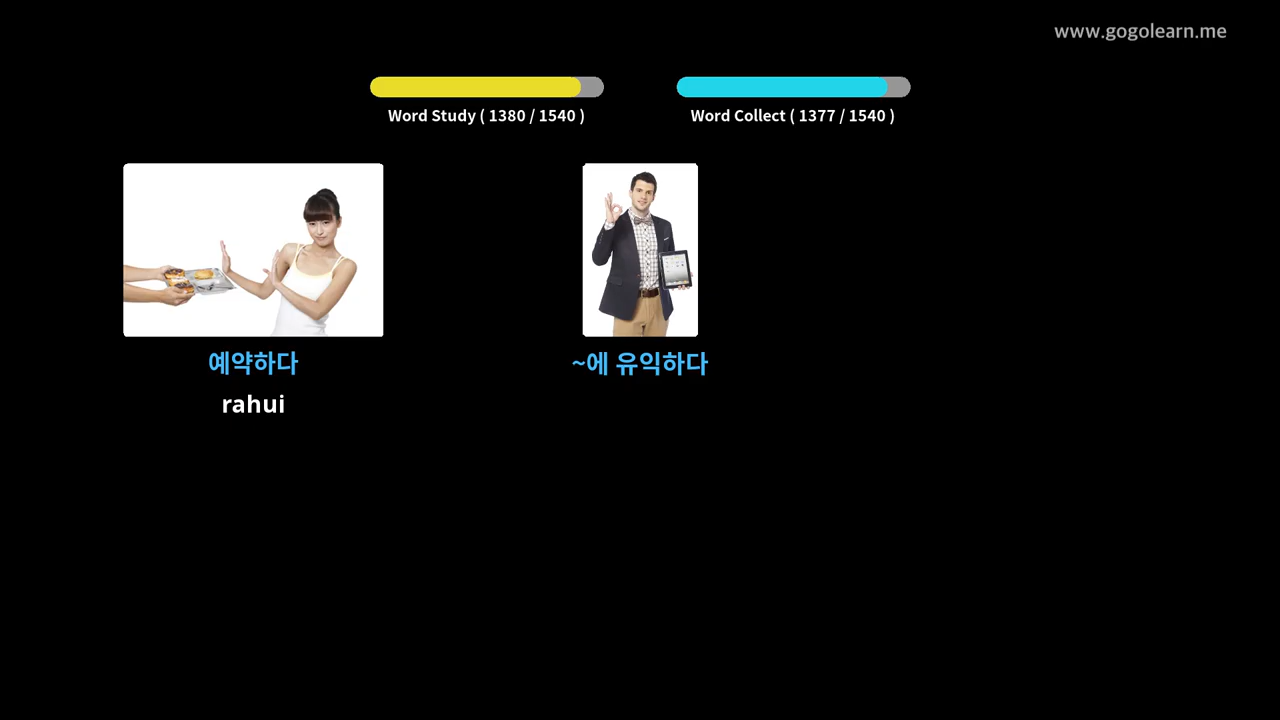 www.gogolearn.me
Word Study ( 1380 / 1540 )
Word Collect ( 1377 / 1540 )
예약하다
~에 유익하다
rahui